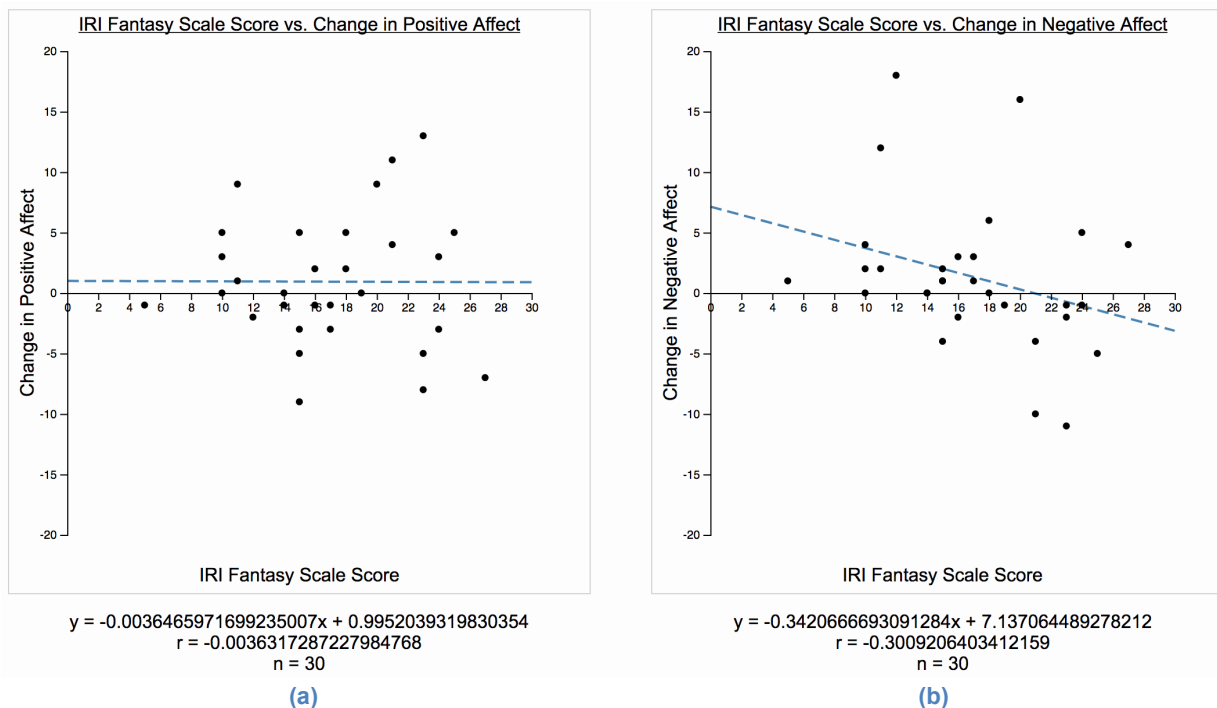 IRI Fantasy Scale Score vs. Change in Positive Affect
20
15
10
5
0
-5
-10
-15
-20
Change in Positive Affect
0 2 4 6 8 10 12 14 16 18 20 22 24 26 28 30
IRI Fantasy Scale Score
y = -0.0036465971699235007x + 0.9952039319830354
r = -0.0036317287227984768
n = 30
(a)
IRI Fantasy Scale Score vs. Change in Negative Affect
20
15
10
5
0
-5
-10
-15
-20
Change in Negative Affect
0 2 4 6 8 10 12 14 16 18 20 22 24 26 28 30
IRI Fantasy Scale Score
y = -0.3420666693091284x + 7.137064489278212
r = -0.3009206403412159
n = 30
(b)